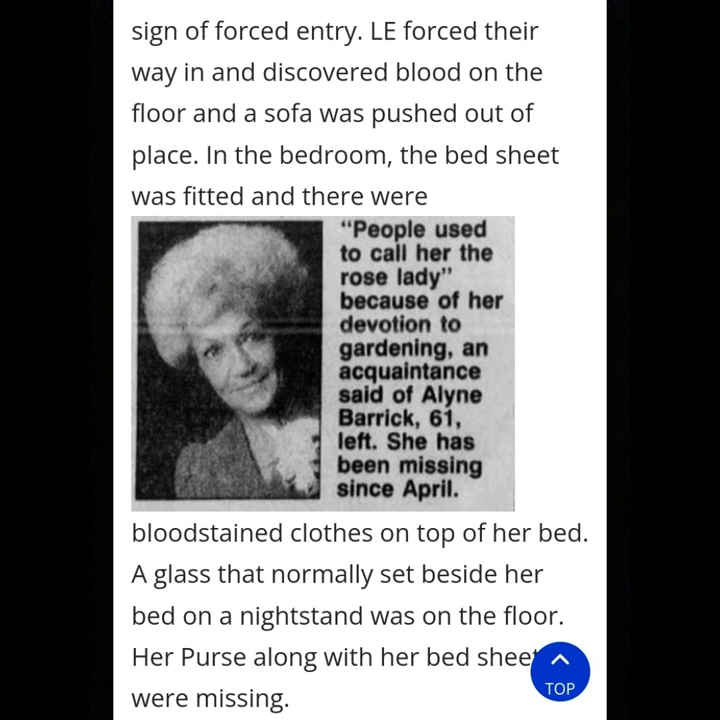 sign of forced entry. LE forced their
way in and discovered blood on the
floor and a sofa was pushed out of
place. In the bedroom, the bed sheet
was fitted and there were
“People used
to call her the
rose lady”
because of her
devotion to
gardening, an
acquaintance
said of Alyne
Barrick, 61,
left. She has
been missing
since April.
bloodstained clothes on top of her bed.
A glass that normally set beside her
bed on a nightstand was on the floor.
Her Purse along with her bed sheet
were missing.
TOP